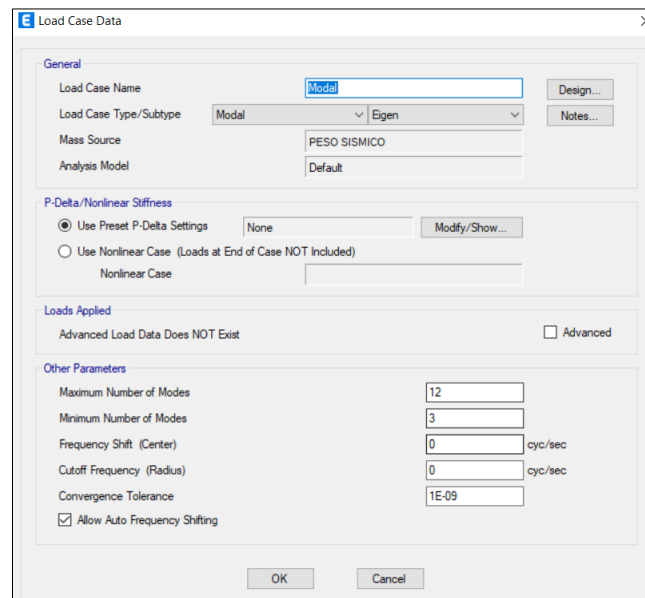 E Load Case Data
General
Load Case Name Modal Design...
Load Case Type/Subtype Modal Eigen Notes...
Mass Source PESO SISMICO
Analysis Model Default
P-Delta/Nonlinear Stiffness
Use Preset P-Delta Settings None Modify/Show...
Use Nonlinear Case (Loads at End of Case NOT Included)
Nonlinear Case
Loads Applied
Advanced Load Data Does NOT Exist Advanced
Other Parameters
Maximum Number of Modes 12
Minimum Number of Modes 3
Frequency Shift (Center) 0 cyc/sec
Cutoff Frequency (Radius) 0 cyc/sec
Convergence Tolerance 1E-09
Allow Auto Frequency Shifting
OK Cancel